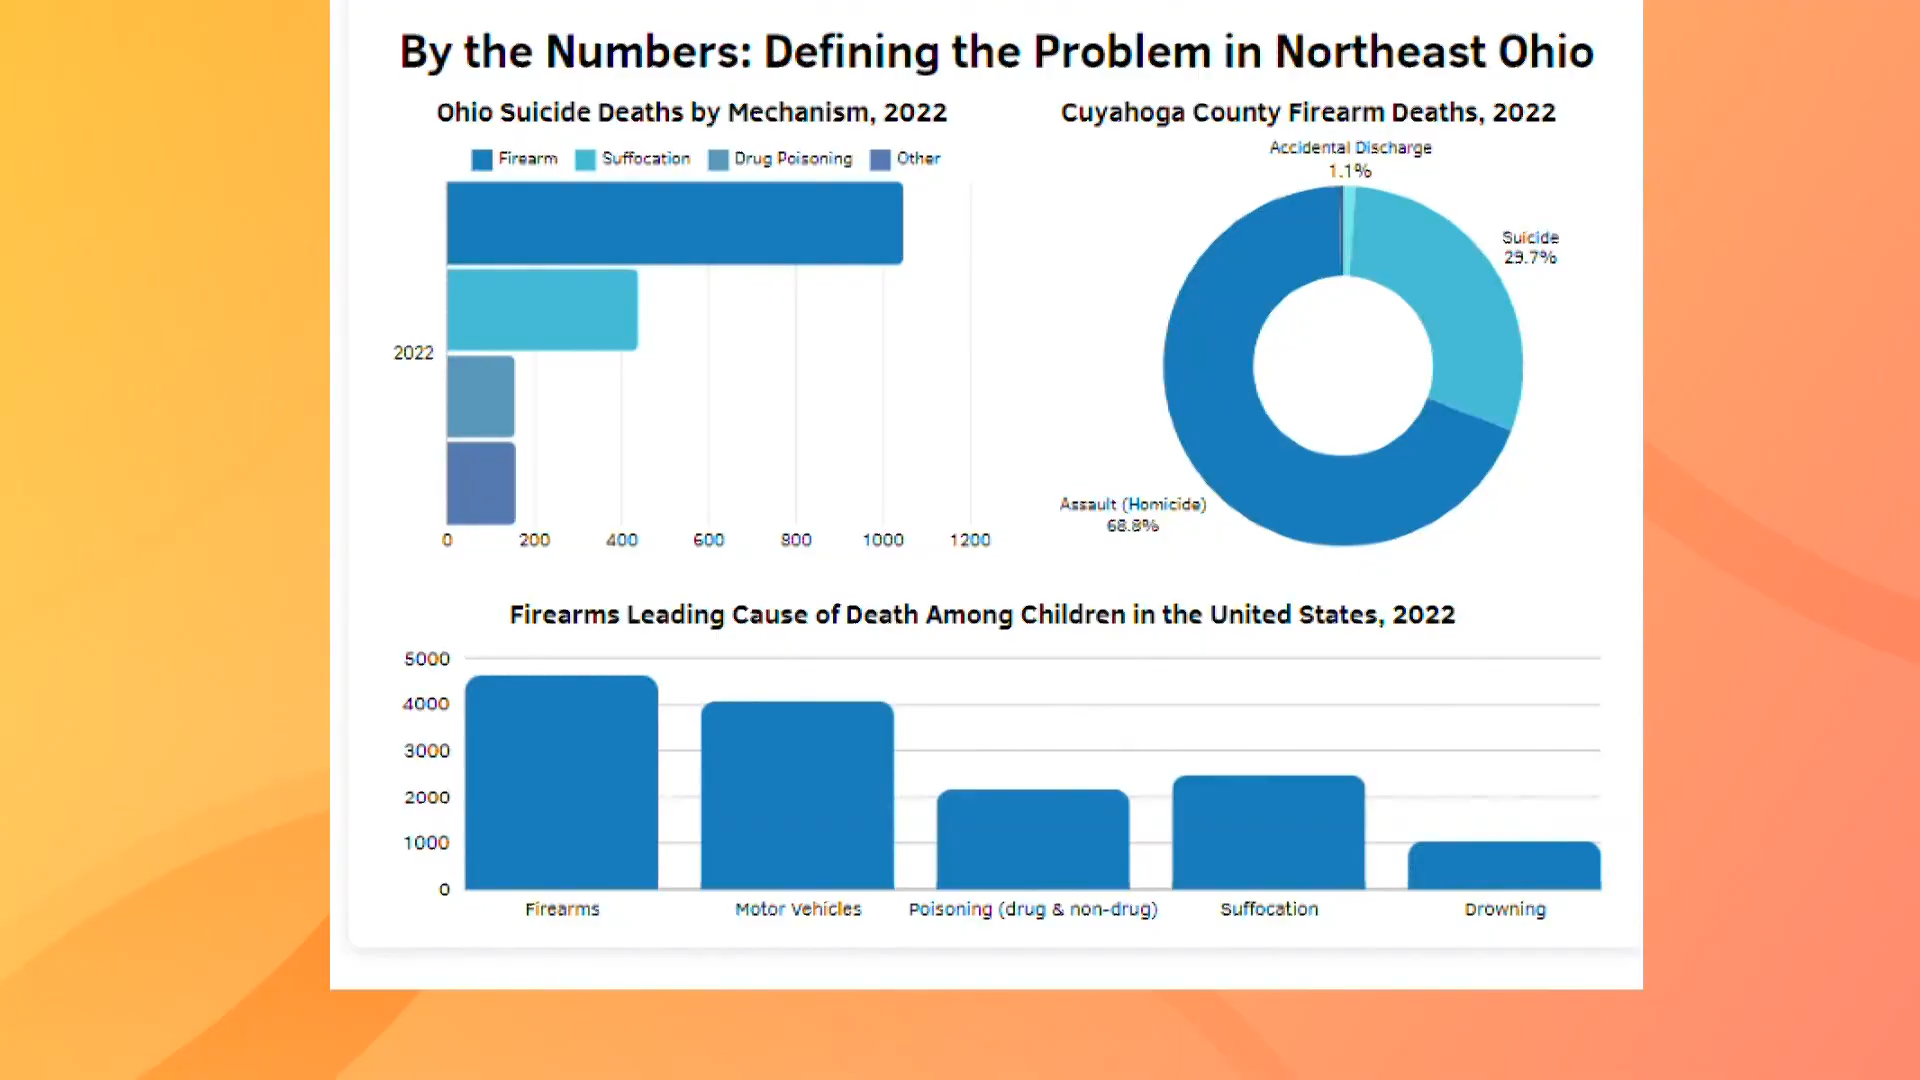 By the Numbers: Defining the Problem in Northeast Ohio
Ohio Suicide Deaths by Mechanism, 2022
Firearm Suffocation Drug Poisoning Other
2022
0 200 400 600 800 1000 1200
Cuyahoga County Firearm Deaths, 2022
Accidental Discharge
1.1%
Suicide
29.7%
Assault (Homicide)
68.8%
Firearms Leading Cause of Death Among Children in the United States, 2022
5000
4000
3000
2000
1000
0
Firearms Motor Vehicles Poisoning (drug & non-drug) Suffocation Drowning